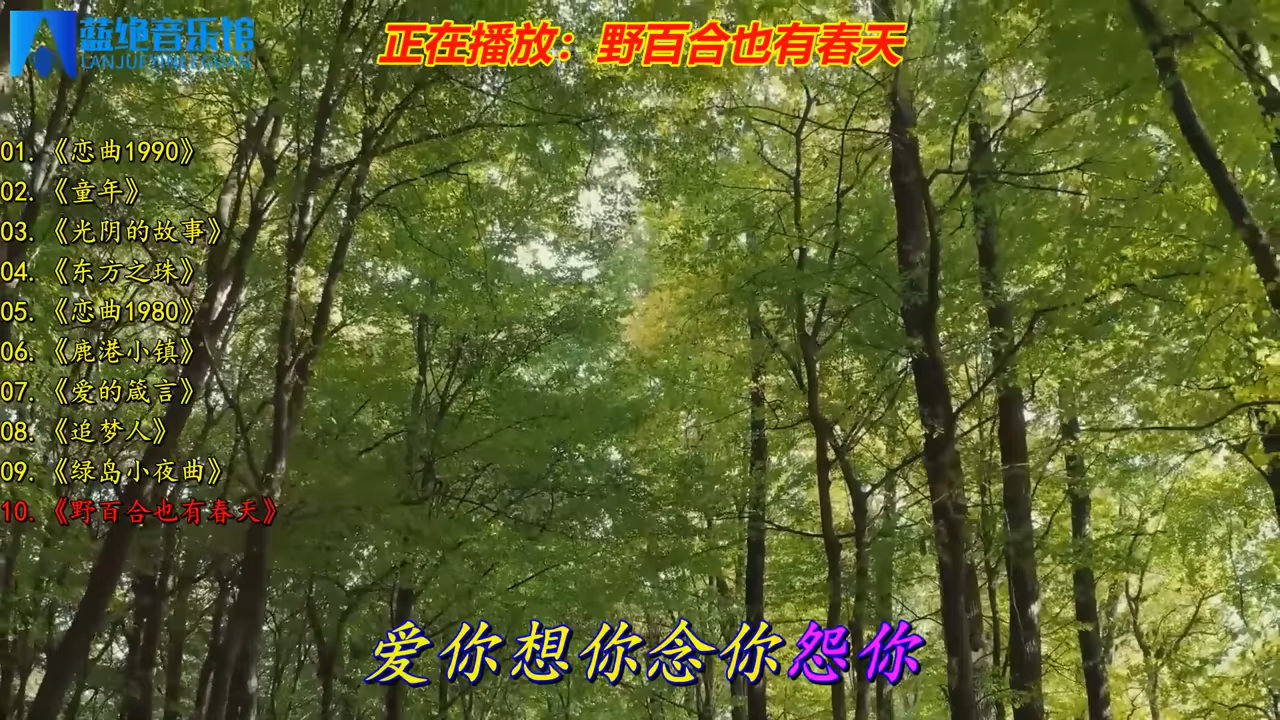 蓝绝音乐馆
LANJUEYINLEGUAN
正在播放：野百合也有春天
01.《恋曲1990》
02.《童年》
03.《光阴的故事》
04.《东方之珠》
05.《恋曲1980》
06.《鹿港小镇》
07.《爱的箴言》
08.《追梦人》
09.《绿岛小夜曲》
10.《野百合也有春天》
爱你想你念你怨你